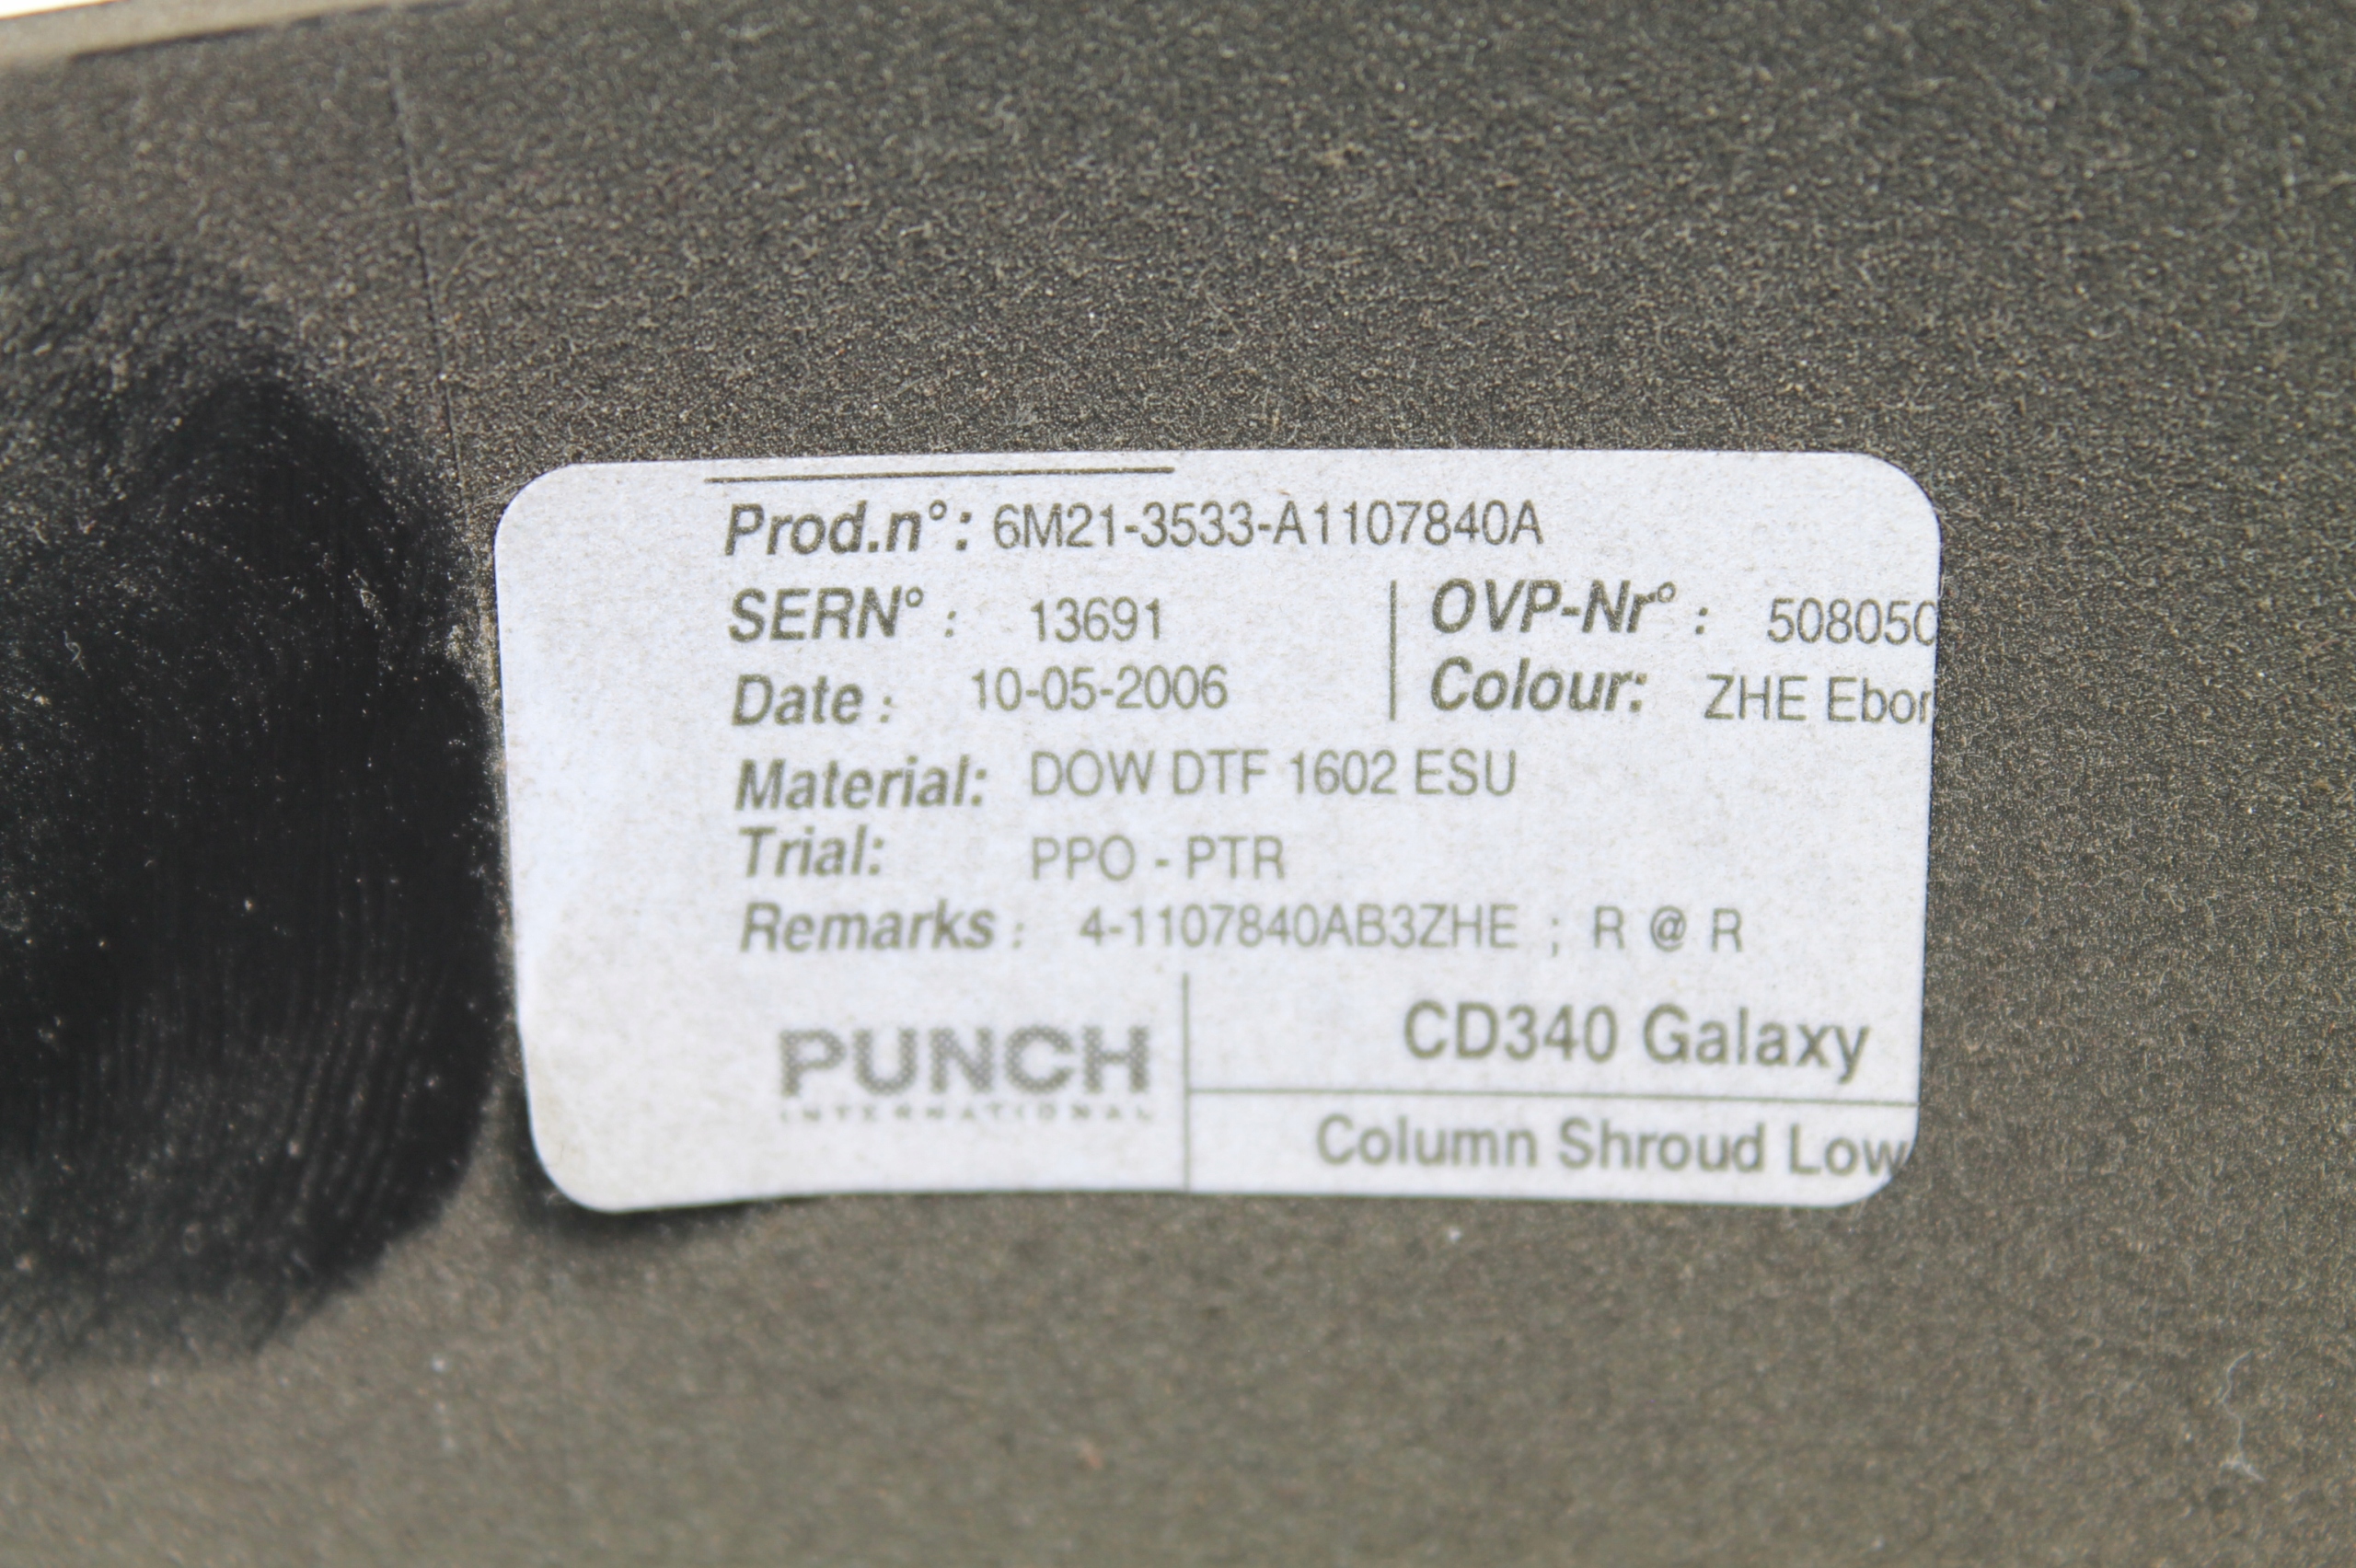 Prod.n°: 6M21-3533-A1107840A
SERN° : 13691
OVP-Nr° : 508050
Date : 10-05-2006
Colour: ZHE Ebor
Material: DOW DTF 1602 ESU
Trial: PPO - PTR
Remarks : 4-1107840AB3ZHE ; R @ R
PUNCH
INTERNATIONAL
CD340 Galaxy
Column Shroud Low